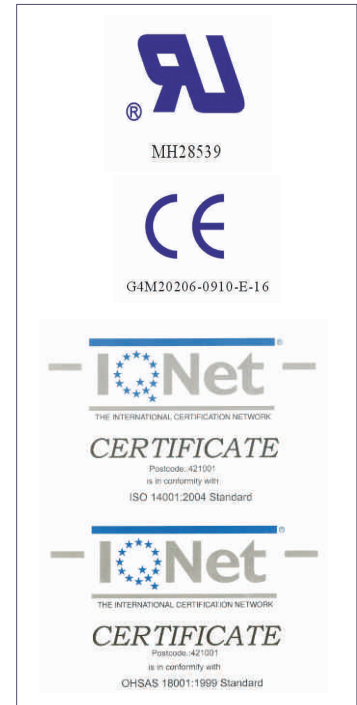 ®
MH28539
CE
G4M20206-0910-E-16
®
IQNet
THE INTERNATIONAL CERTIFICATION NETWORK
CERTIFICATE
Postcode.:421001
is in conformity with
ISO 14001:2004 Standard
®
IQNet
THE INTERNATIONAL CERTIFICATION NETWORK
CERTIFICATE
Postcode.:421001
is in conformity with
OHSAS 18001:1999 Standard